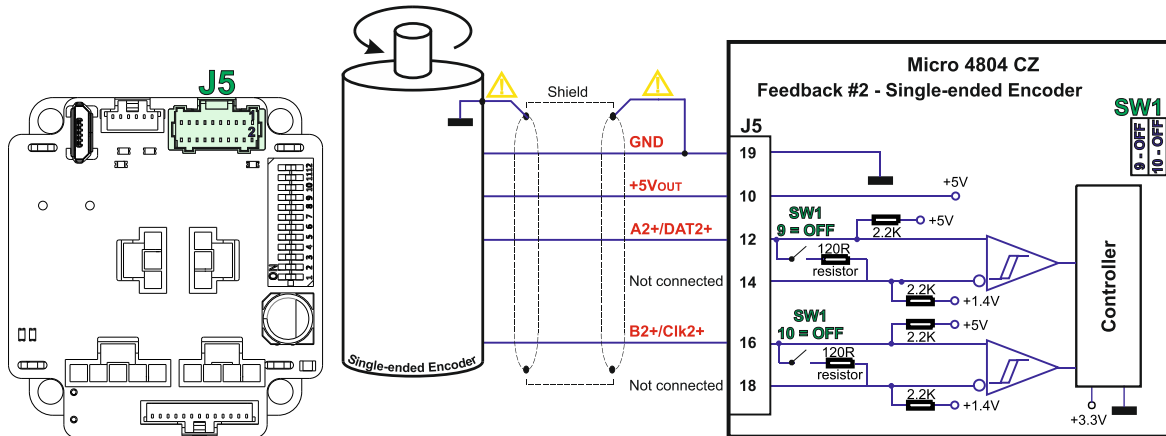 J5
1
2
12
11
10
9
8
7
6
5
4
3
2
1
ON
Single-ended Encoder
Shield
GND
+5VOUT
A2+/DAT2+
Not connected
B2+/Clk2+
Not connected
Micro 4804 CZ
Feedback #2 - Single-ended Encoder
SW1
9 - OFF
10 - OFF
J5
19
10
+5V
SW1
9 = OFF
+5V
2.2K
12
120R
resistor
14
2.2K
+1.4V
SW1
10 = OFF
+5V
2.2K
16
120R
resistor
18
2.2K
+1.4V
Controller
+3.3V